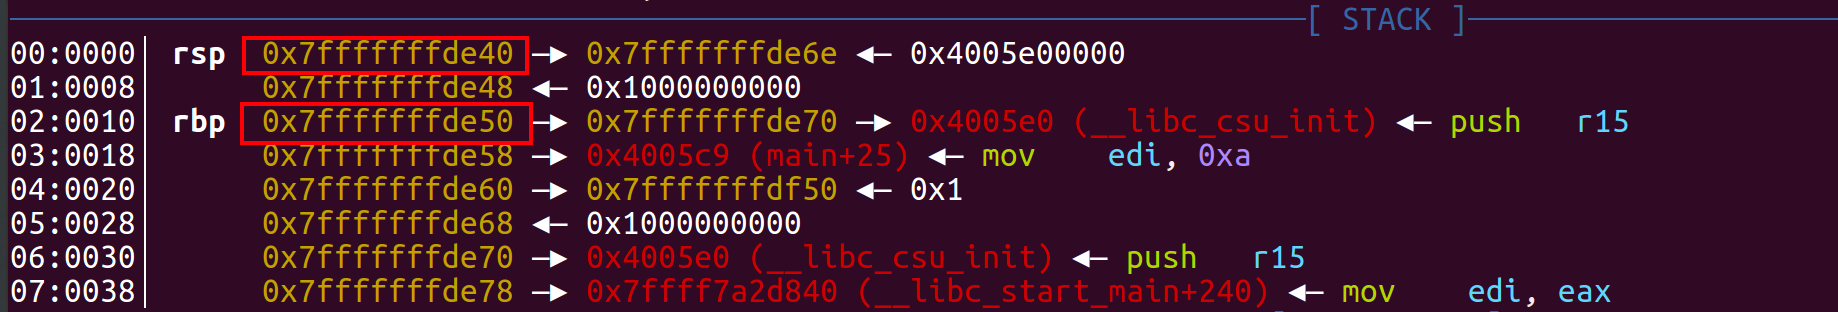 [ STACK ]
00:0000│ rsp 0x7fffffffde40 —▸ 0x7fffffffde6e ◂— 0x4005e00000
01:0008│ 0x7fffffffde48 ◂— 0x1000000000
02:0010│ rbp 0x7fffffffde50 —▸ 0x7fffffffde70 —▸ 0x4005e0 (__libc_csu_init) ◂— push r15
03:0018│ 0x7fffffffde58 —▸ 0x4005c9 (main+25) ◂— mov edi, 0xa
04:0020│ 0x7fffffffde60 —▸ 0x7fffffffdf50 ◂— 0x1
05:0028│ 0x7fffffffde68 ◂— 0x1000000000
06:0030│ 0x7fffffffde70 —▸ 0x4005e0 (__libc_csu_init) ◂— push r15
07:0038│ 0x7fffffffde78 —▸ 0x7ffff7a2d840 (__libc_start_main+240) ◂— mov edi, eax